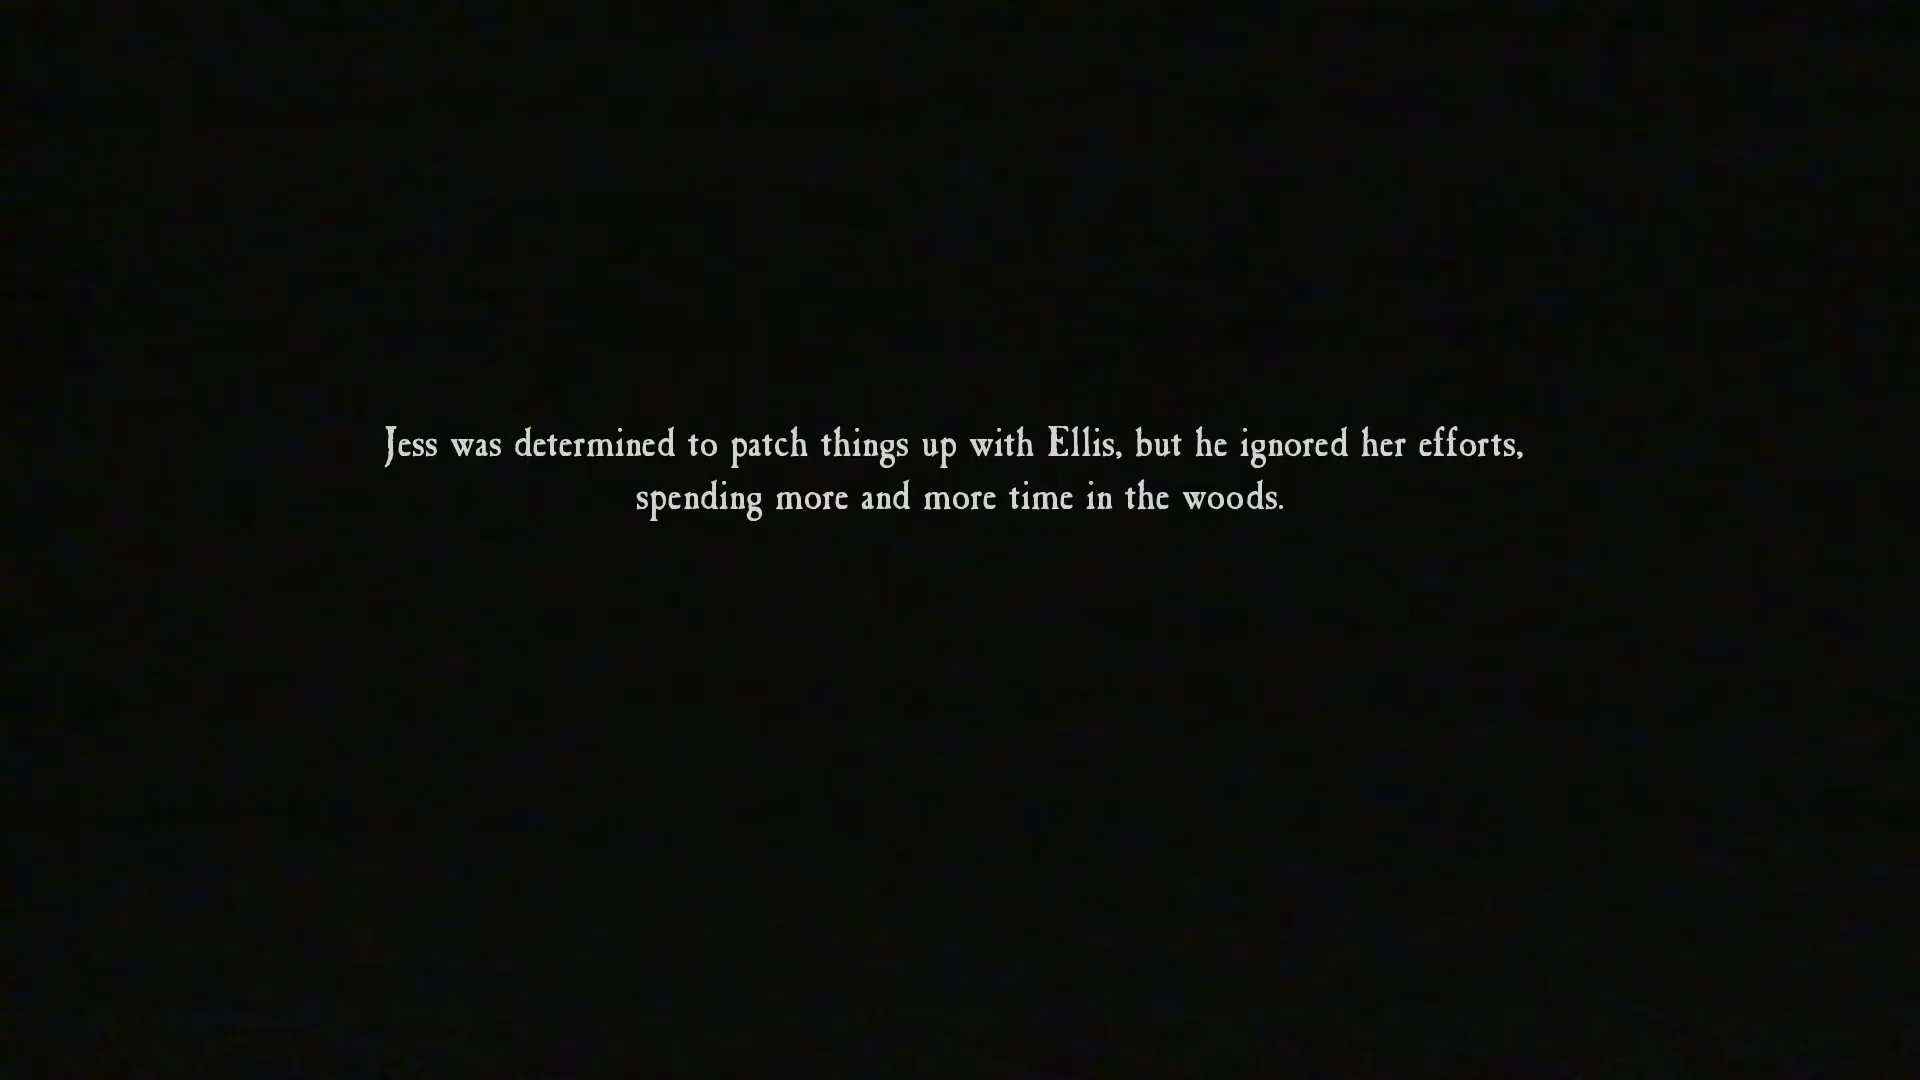 Jess was determined to patch things up with Ellis, but he ignored her efforts,
spending more and more time in the woods.